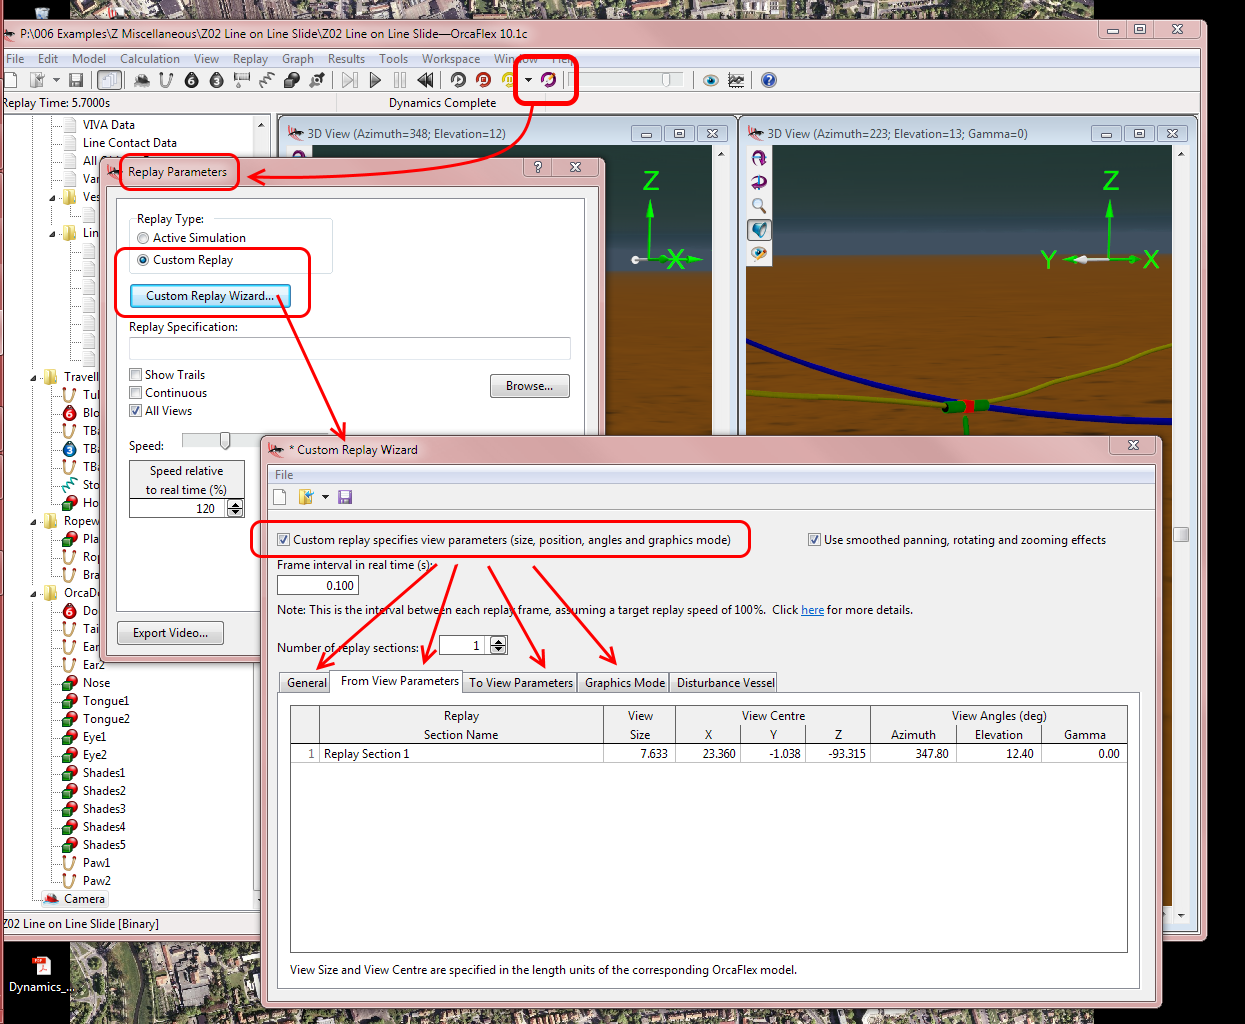 P:\006 Examples\Z Miscellaneous\Z02 Line on Line Slide\Z02 Line on Line Slide—OrcaFlex 10.1c
File Edit Model Calculation View Replay Graph Results Tools Workspace
Replay Time: 5.7000s
Dynamics Complete
VIVA Data
Line Contact Data
All
Var
Ves
Lin
Travell
Tul
Blo
TBa
TBa
TBa
Sto
Ho
Ropew
Pla
Rop
Bra
OrcaDo
Do
Tai
Ear
Ear2
Nose
Tongue1
Tongue2
Eye1
Eye2
Shades1
Shades2
Shades3
Shades4
Shades5
Paw1
Paw2
Camera
Z02 Line on Line Slide [Binary]
Dynamics_...
3D View (Azimuth=348; Elevation=12)
Z
X
3D View (Azimuth=223; Elevation=13; Gamma=0)
Z
Y X
Replay Parameters
Replay Type:
Active Simulation
Custom Replay
Custom Replay Wizard...
Replay Specification:
Show Trails
Continuous
All Views
Browse...
Speed:
Speed relative
to real time (%)
120
Export Video...
* Custom Replay Wizard
File
Custom replay specifies view parameters (size, position, angles and graphics mode)
Use smoothed panning, rotating and zooming effects
Frame interval in real time (s):
0.100
Note: This is the interval between each replay frame, assuming a target replay speed of 100%. Click here for more details.
Number of replay sections: 1
General From View Parameters To View Parameters Graphics Mode Disturbance Vessel
Replay View View Centre View Angles (deg)
Section Name Size X Y Z Azimuth Elevation Gamma
1 Replay Section 1 7.633 23.360 -1.038 -93.315 347.80 12.40 0.00
View Size and View Centre are specified in the length units of the corresponding OrcaFlex model.